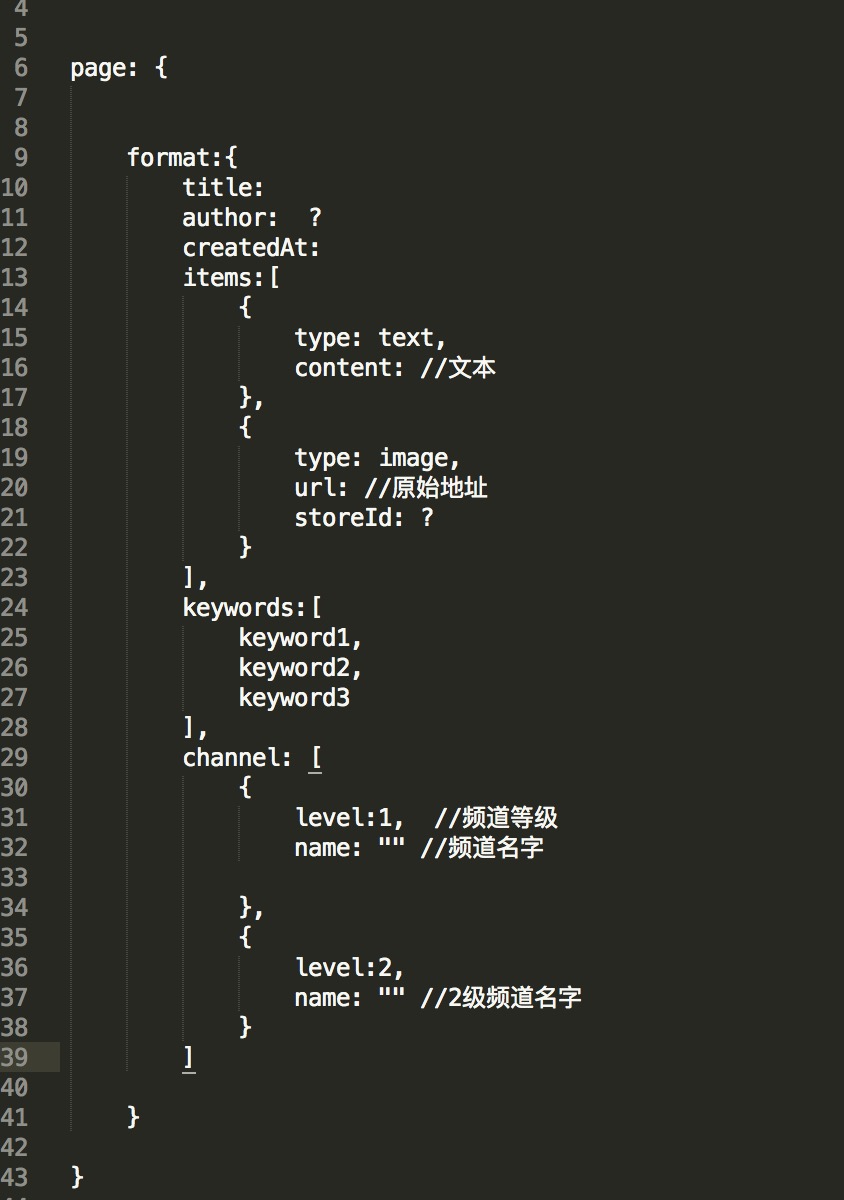 4
5
6 page: {
7
8
9 format:{
10 title:
11 author:  ?
12 createdAt:
13 items:[
14 {
15 type: text,
16 content: //文本
17 },
18 {
19 type: image,
20 url: //原始地址
21 storeId: ?
22 }
23 ],
24 keywords:[
25 keyword1,
26 keyword2,
27 keyword3
28 ],
29 channel: [
30 {
31 level:1,  //频道等级
32 name: "" //频道名字
33
34 },
35 {
36 level:2,
37 name: "" //2级频道名字
38 }
39 ]
40
41 }
42
43 }